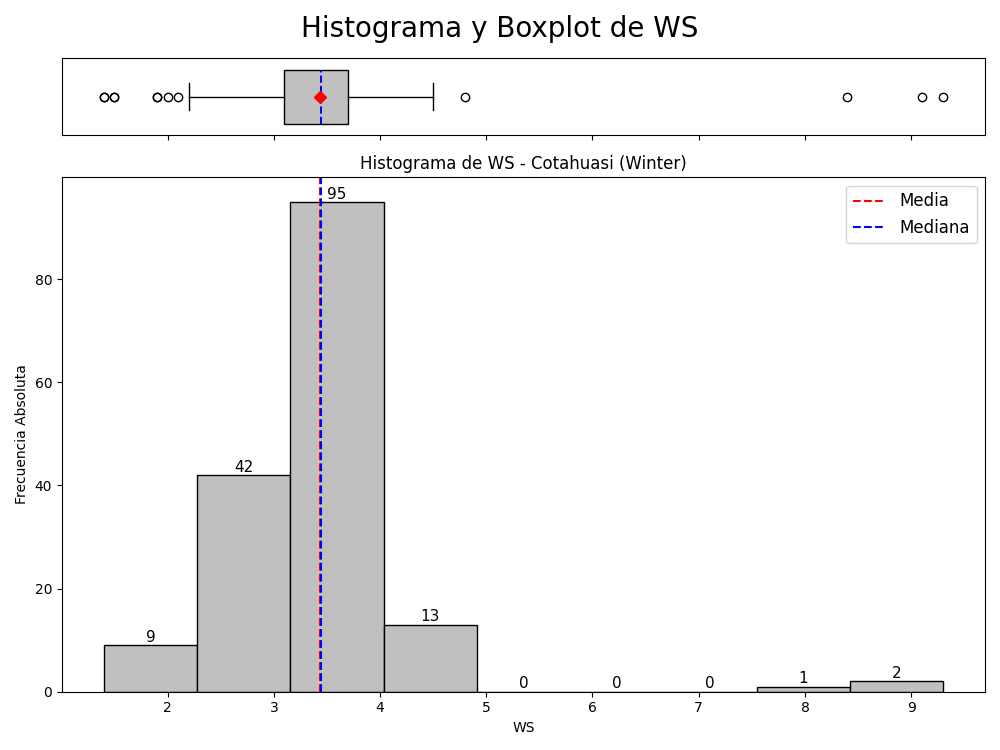 Histograma y Boxplot de WS
Histograma de WS - Cotahuasi (Winter)
Media
Mediana
95
42
9
13
0
0
0
1
2
80
60
40
20
0
Frecuencia Absoluta
2 3 4 5 6 7 8 9
WS